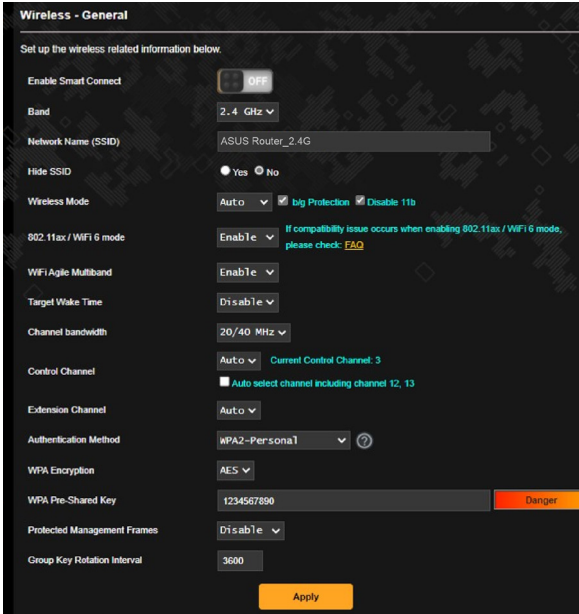 Wireless - General
Set up the wireless related information below.
Enable Smart Connect OFF
Band 2.4 GHz
Network Name (SSID) ASUS Router_2.4G
Hide SSID Yes No
Wireless Mode Auto b/g Protection Disable 11b
802.11ax / WiFi 6 mode Enable If compatibility issue occurs when enabling 802.11ax / WiFi 6 mode,
please check: FAQ
WiFi Agile Multiband Enable
Target Wake Time Disable
Channel bandwidth 20/40 MHz
Control Channel Auto Current Control Channel: 3
Auto select channel including channel 12, 13
Extension Channel Auto
Authentication Method WPA2-Personal ?
WPA Encryption AES
WPA Pre-Shared Key 1234567890 Danger
Protected Management Frames Disable
Group Key Rotation Interval 3600
Apply